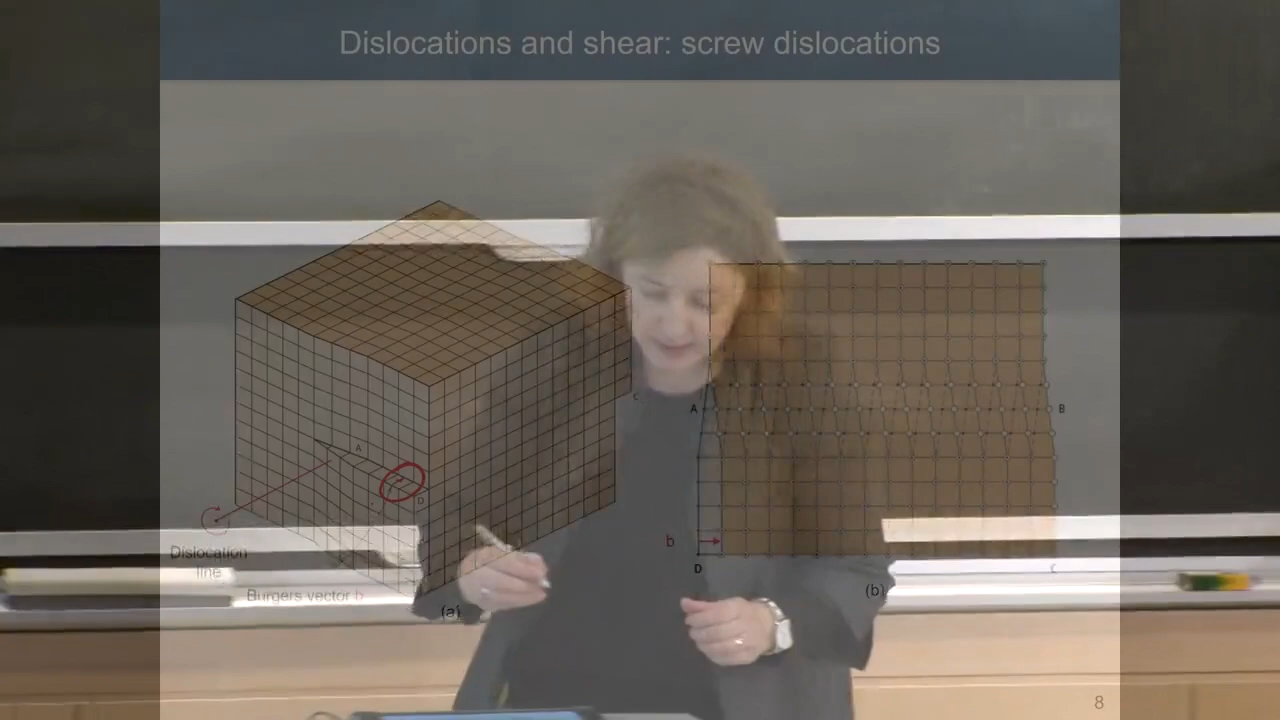 Dislocations and shear: screw dislocations
C
A
B
A
D
b
Dislocation
line
D
C
Burgers vector b
(a)
(b)
8